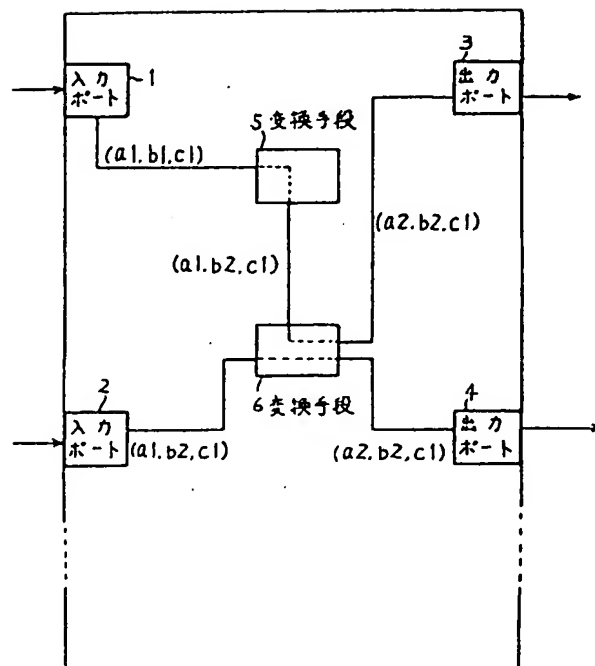 入力
ポート
1
3
出力
ポート
5変換手段
(a1.b1,c1)
(a2.b2,c1)
(a1.b2,c1)
6変換手段
2
入力
ポート
(a1.b2,c1)
4
出力
ポート
(a2.b2,c1)